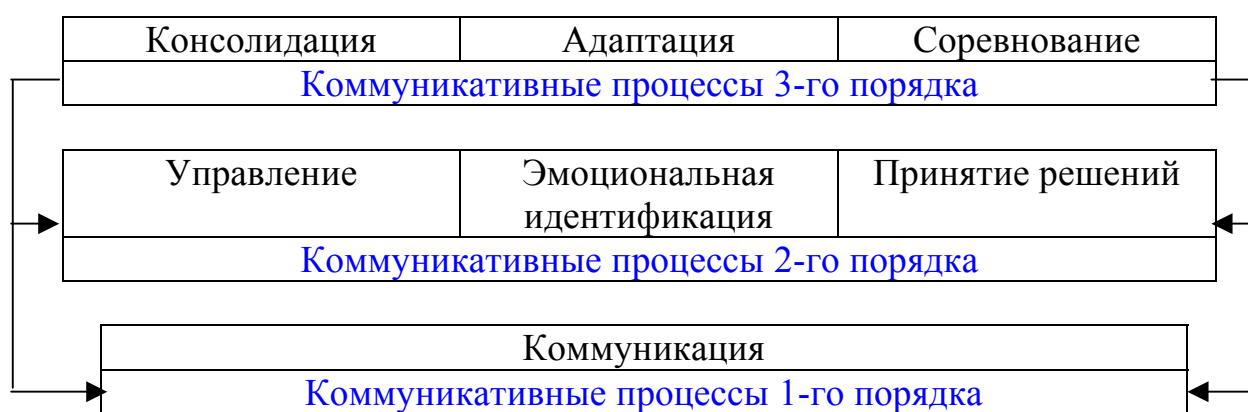 Консолидация Адаптация Соревнование
Коммуникативные процессы 3-го порядка
Управление Эмоциональная идентификация Принятие решений
Коммуникативные процессы 2-го порядка
Коммуникация
Коммуникативные процессы 1-го порядка